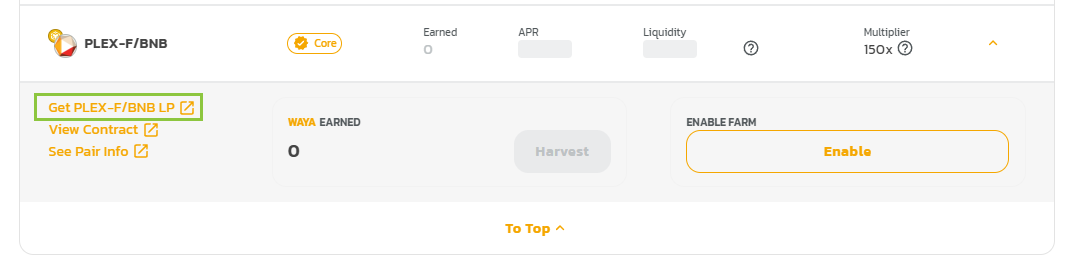 PLEX-F/BNB
Core
Earned
0
APR
Liquidity
Multiplier
150x
Get PLEX-F/BNB LP
View Contract
See Pair Info
WAYA EARNED
0
Harvest
ENABLE FARM
Enable
To Top